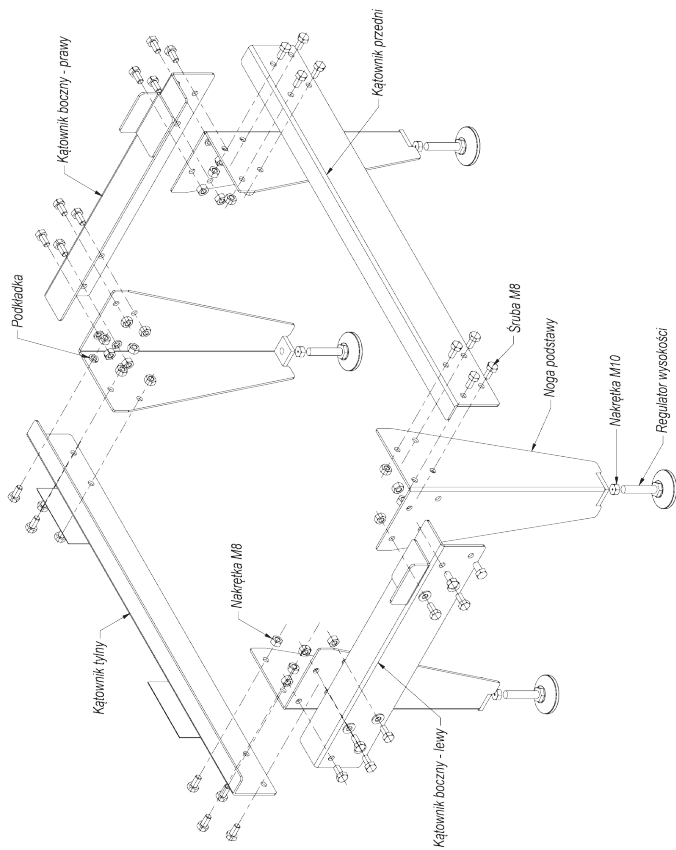 Kątownik boczny - prawy
Kątownik przedni
Podkładka
Śruba M8
Noga podstawy
Nakrętka M10
Regulator wysokości
Kątownik tylny
Nakrętka M8
Kątownik boczny - lewy